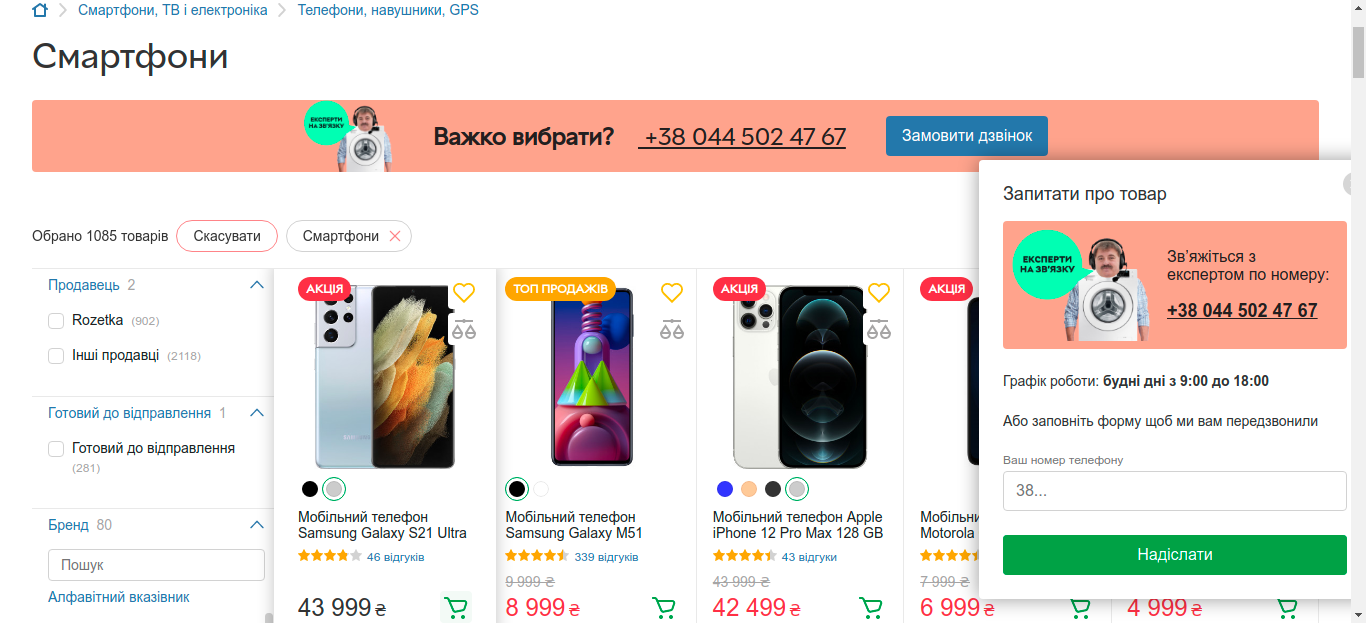 Смартфони, ТВ і електроніка
Телефони, навушники, GPS
Смартфони
ЕКСПЕРТИ
НА ЗВ'ЯЗКУ
Важко вибрати?
+38 044 502 47 67
Замовити дзвінок
Обрано 1085 товарів
Скасувати
Смартфони
Продавець 2
Rozetka (902)
Інші продавці (2118)
Готовий до відправлення 1
Готовий до відправлення
(281)
Бренд 80
Пошук
Алфавітний вказівник
АКЦІЯ
Мобільний телефон
Samsung Galaxy S21 Ultra
46 відгуків
43 999 ₴
ТОП ПРОДАЖІВ
Мобільний телефон
Samsung Galaxy M51
339 відгуків
9 999 ₴
8 999 ₴
АКЦІЯ
Мобільний телефон Apple
iPhone 12 Pro Max 128 GB
43 відгуки
43 999 ₴
42 499 ₴
АКЦІЯ
Motorola
7 999 ₴
6 999 ₴
4 999 ₴
Запитати про товар
ЕКСПЕРТИ
НА ЗВ'ЯЗКУ
Зв'яжіться з
експертом по номеру:
+38 044 502 47 67
Графік роботи: будні дні з 9:00 до 18:00
Або заповніть форму щоб ми вам передзвонили
Ваш номер телефону
38...
Надіслати